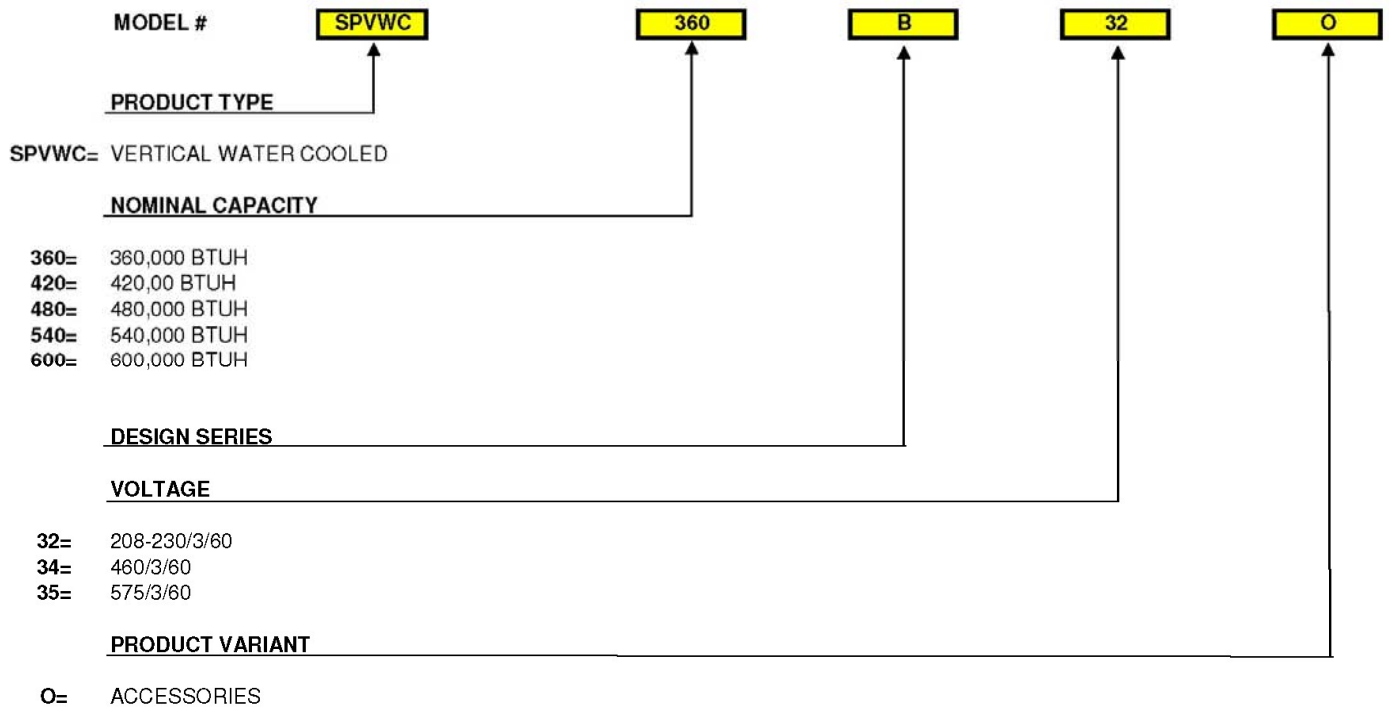 MODEL # SPVWC 360 B 32 O
PRODUCT TYPE
SPVWC= VERTICAL WATER COOLED
NOMINAL CAPACITY
360= 360,000 BTUH
420= 420,00 BTUH
480= 480,000 BTUH
540= 540,000 BTUH
600= 600,000 BTUH
DESIGN SERIES
VOLTAGE
32= 208-230/3/60
34= 460/3/60
35= 575/3/60
PRODUCT VARIANT
O= ACCESSORIES